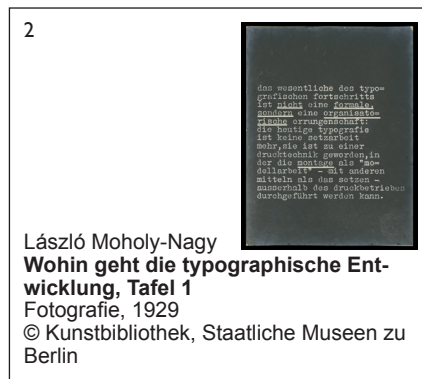 2
das wesentliche des typo=
grafischen fortschritts
ist nicht eine formale,
sondern eine organisato=
rische errungenschaft:
die heutige typografie
ist keine setzarbeit
mehr,sie ist zu einer
drucktechnik geworden,in
der die montage als "mo=
dellarbeit" - mit anderen
mitteln als das setzen -
ausserhalb des druckbetriebes
durchgeführt werden kann.
László Moholy-Nagy
Wohin geht die typographische Ent-
wicklung, Tafel 1
Fotografie, 1929
© Kunstbibliothek, Staatliche Museen zu
Berlin